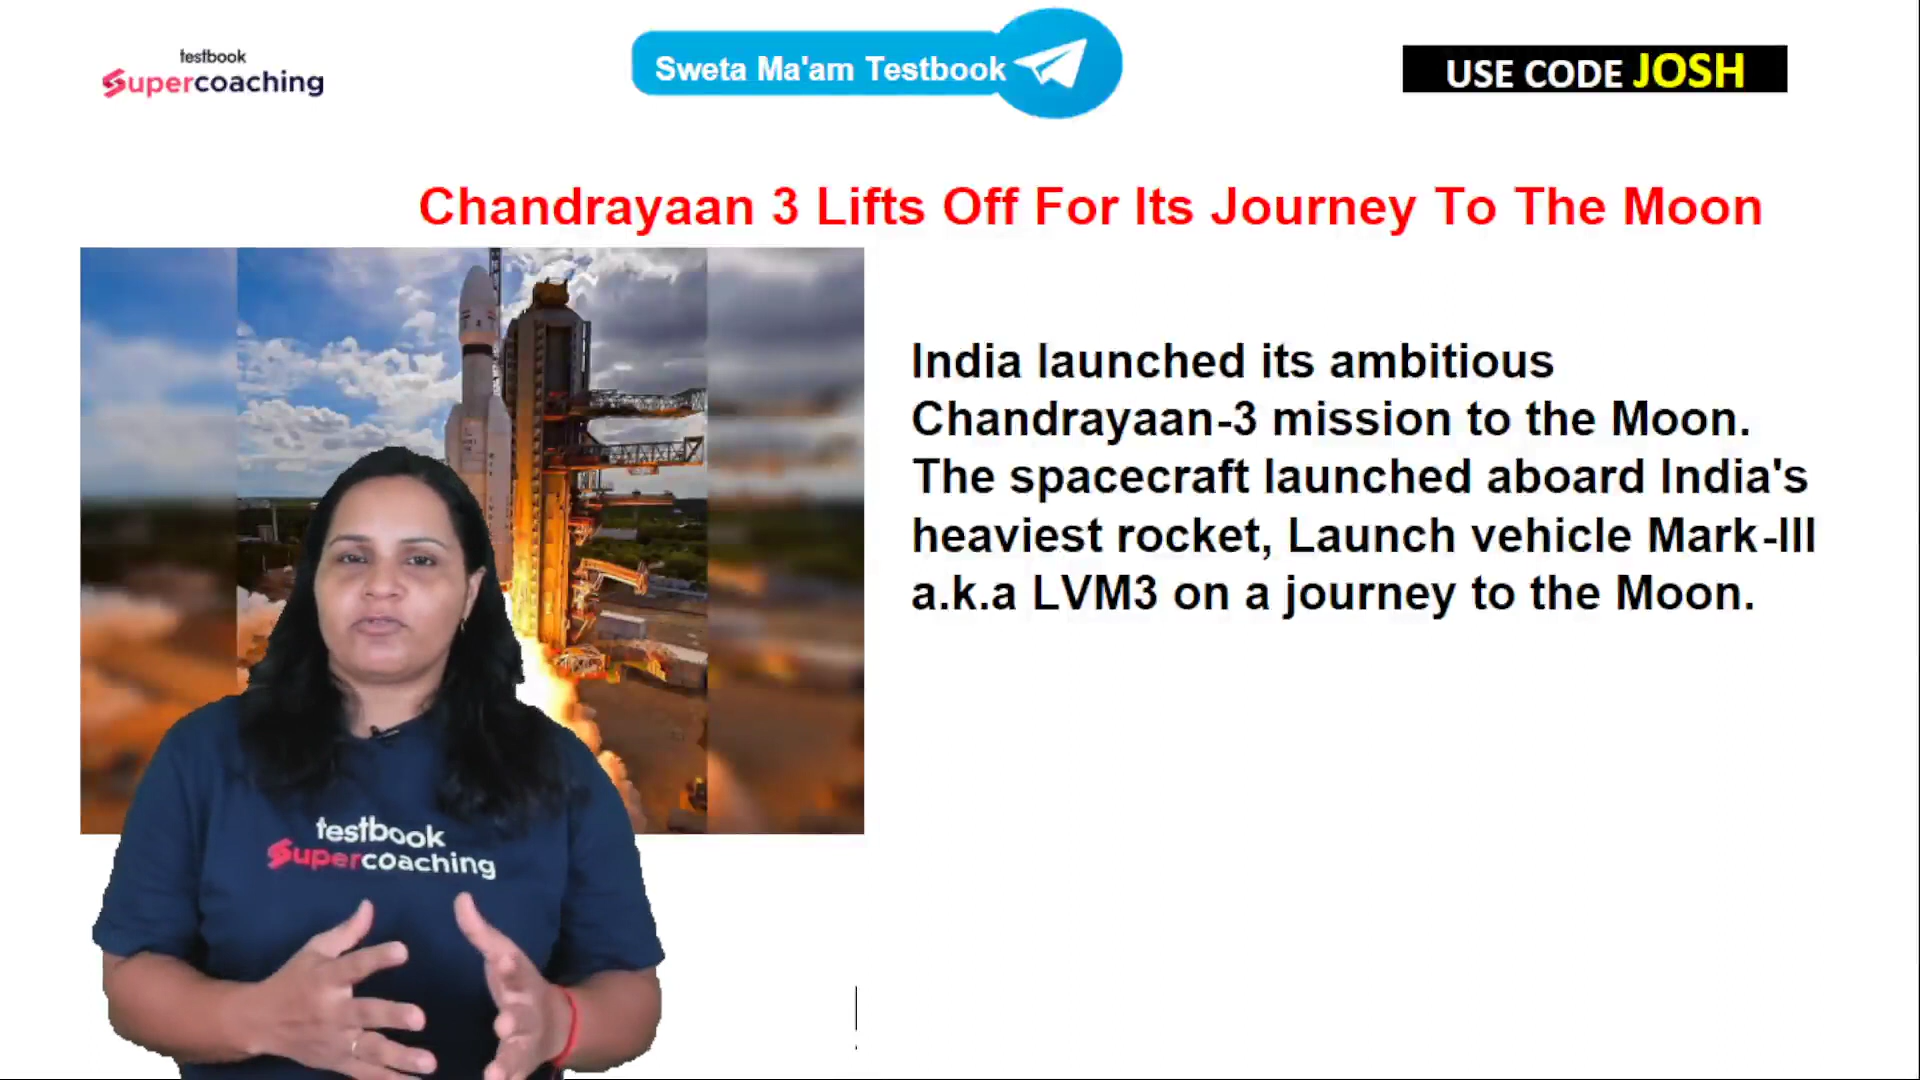 testbook
Supercoaching
Sweta Ma'am Testbook
USE CODE JOSH
Chandrayaan 3 Lifts Off For Its Journey To The Moon
India launched its ambitious
Chandrayaan-3 mission to the Moon.
The spacecraft launched aboard India's
heaviest rocket, Launch vehicle Mark-III
a.k.a LVM3 on a journey to the Moon.
testbook
Supercoaching